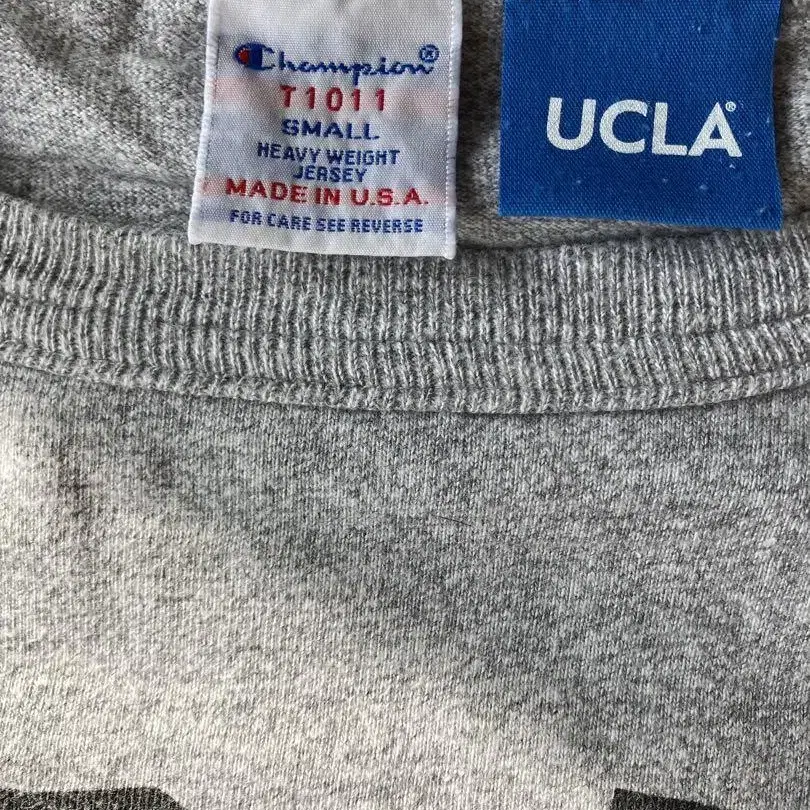 Champion®
T1011
SMALL
HEAVY WEIGHT
JERSEY
MADE IN U.S.A.
FOR CARE SEE REVERSE
UCLA®